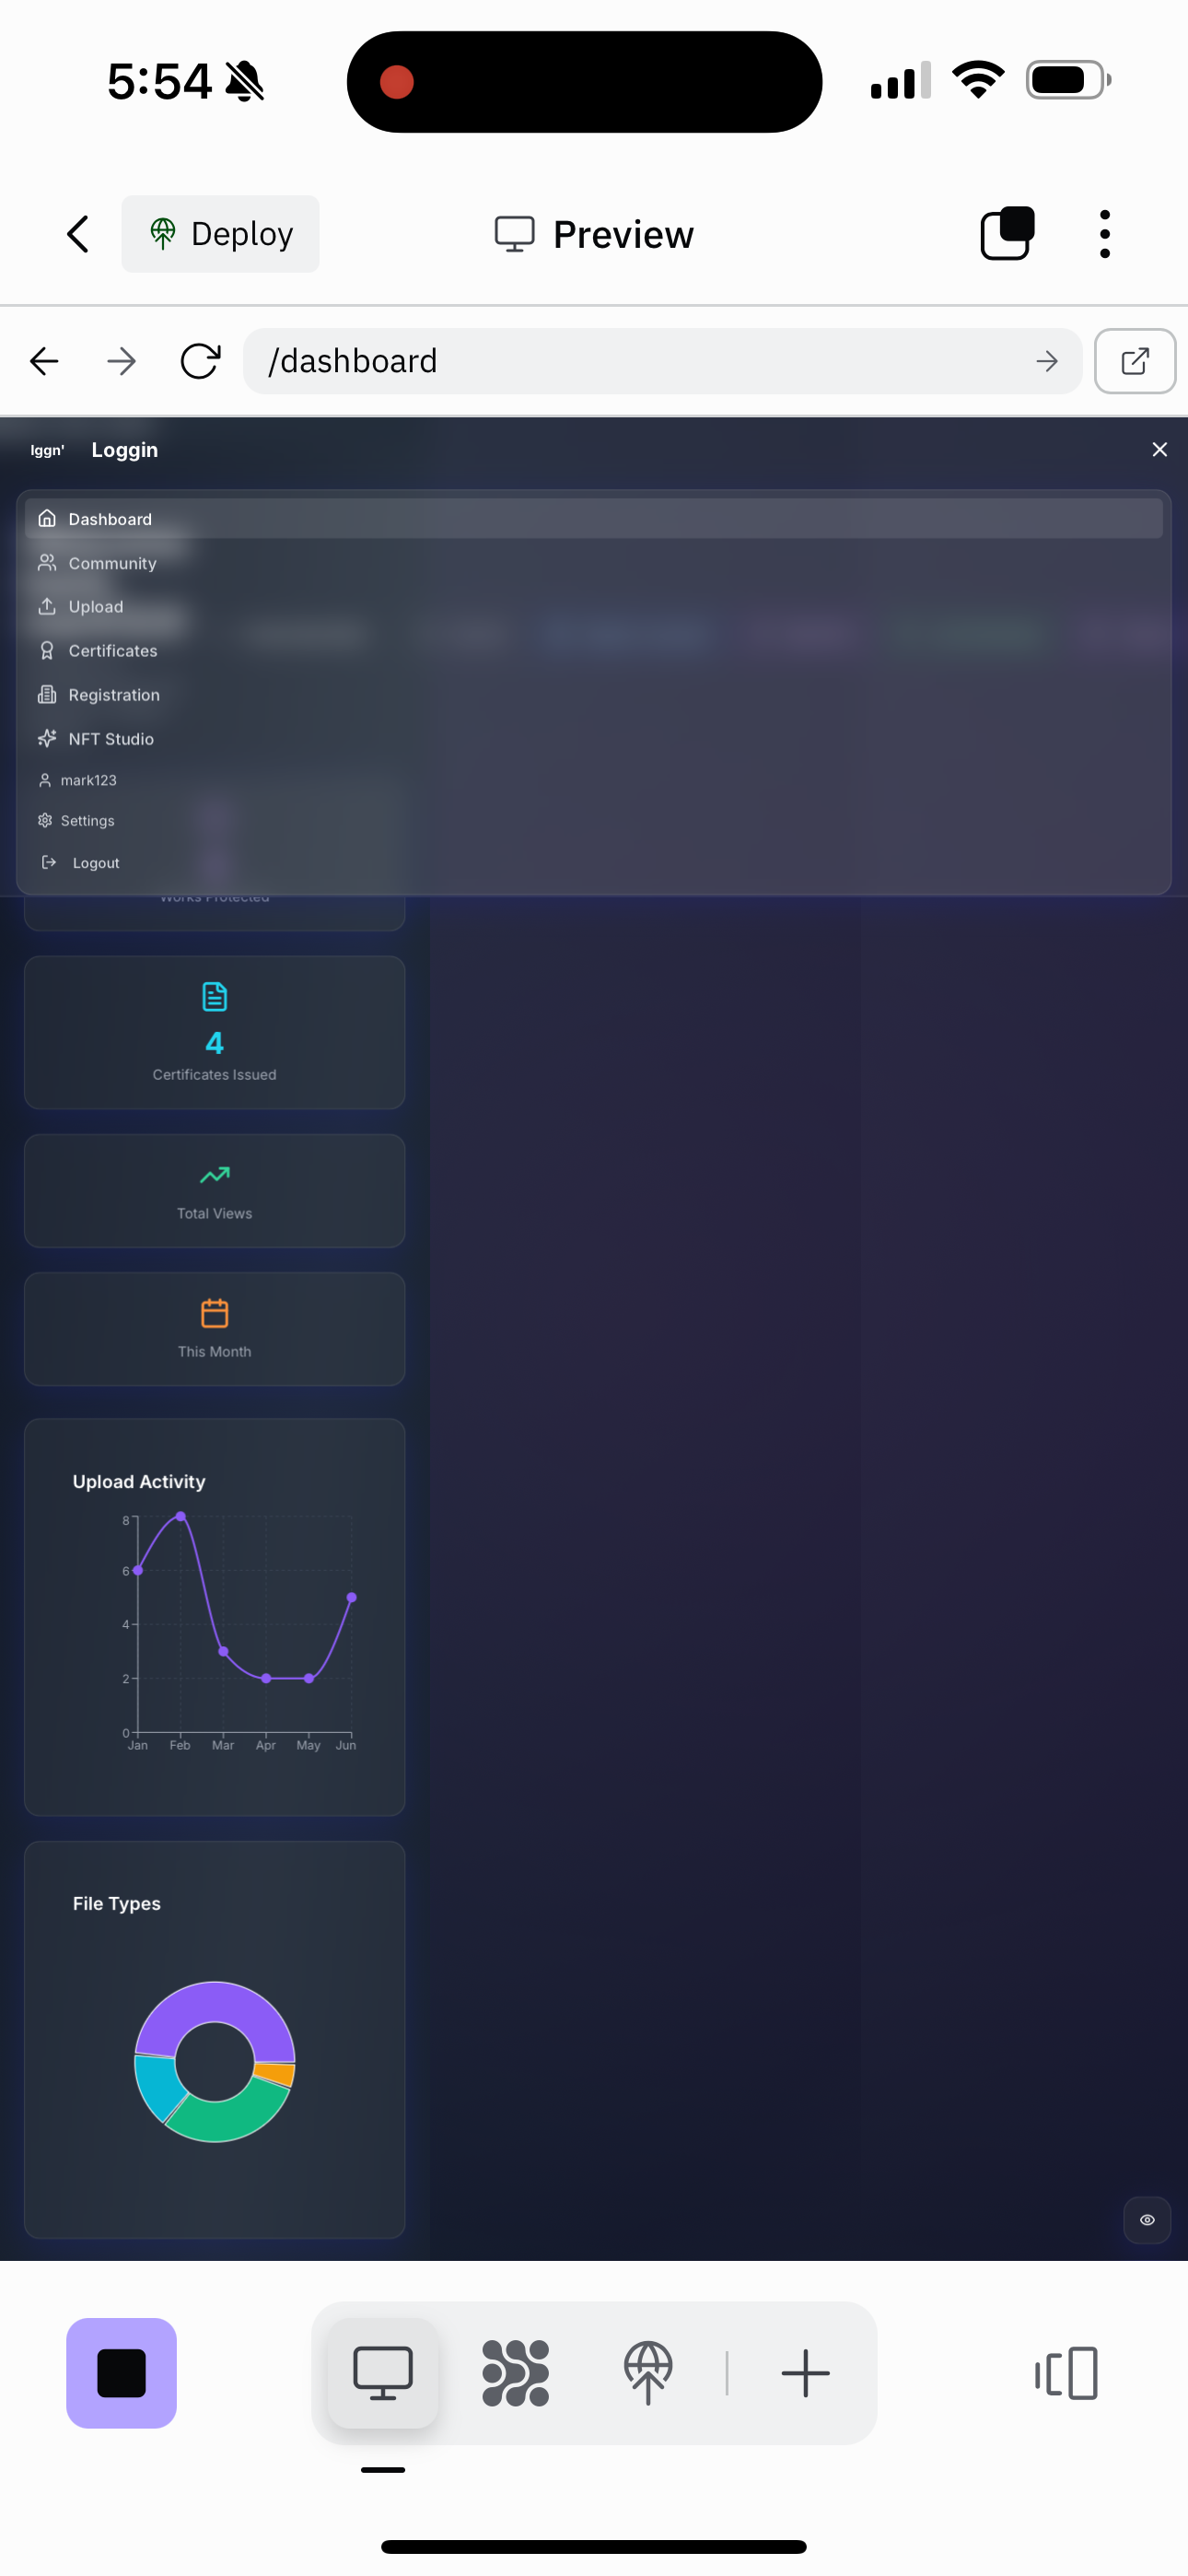 5:54
Deploy
Preview
/dashboard
lggn' Loggin
Dashboard
Community
Upload
Certificates
Registration
NFT Studio
mark123
Settings
Logout
Works Protected
4
Certificates Issued
Total Views
This Month
Upload Activity
8
6
4
2
0
Jan Feb Mar Apr May Jun
File Types